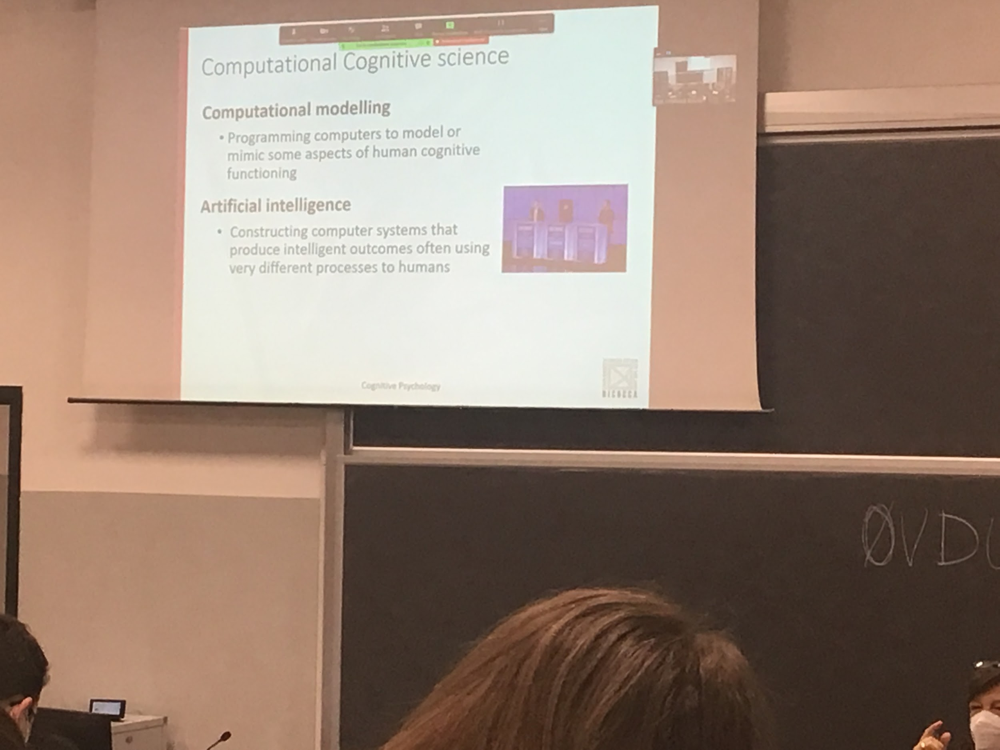 Computational Cognitive science
Computational modelling
• Programming computers to model or
mimic some aspects of human cognitive
functioning
Artificial intelligence
• Constructing computer systems that
produce intelligent outcomes often using
very different processes to humans
Cognitive Psychology
BICOCCA
ØVD